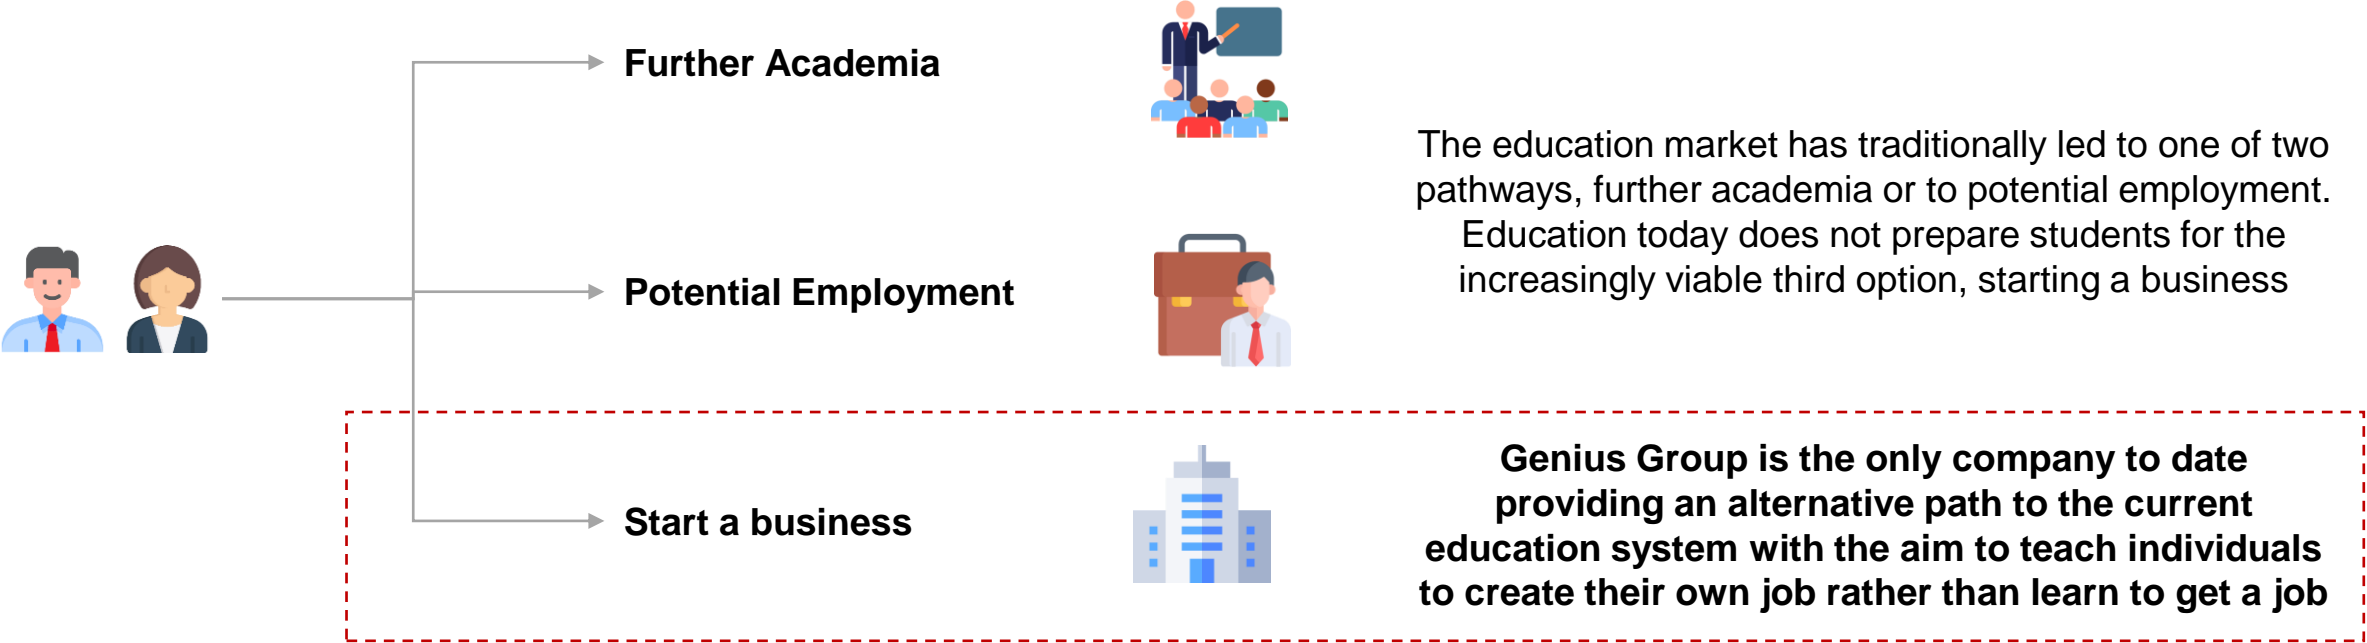 Further Academia
The education market has traditionally led to one of two
pathways, further academia or to potential employment.
Education today does not prepare students for the
increasingly viable third option, starting a business
Potential Employment
Start a business
Genius Group is the only company to date
providing an alternative path to the current
education system with the aim to teach individuals
to create their own job rather than learn to get a job